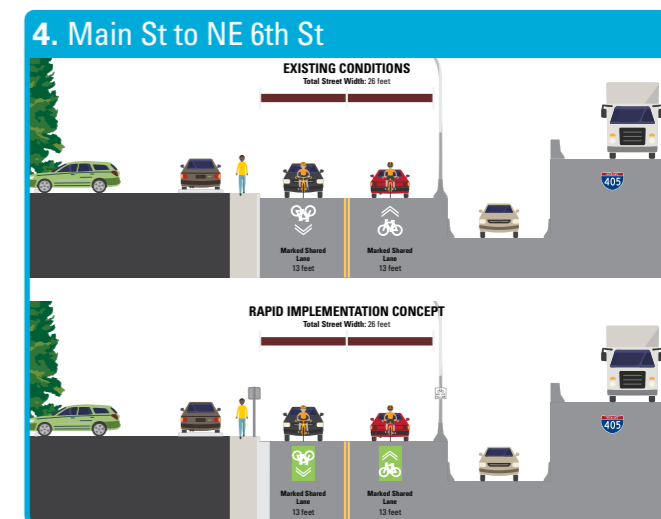 4. Main St to NE 6th St
EXISTING CONDITIONS
Total Street Width: 26 feet
405
Marked Shared
Lane
13 feet
Marked Shared
Lane
13 feet
RAPID IMPLEMENTATION CONCEPT
Total Street Width: 26 feet
405
Marked Shared
Lane
13 feet
Marked Shared
Lane
13 feet